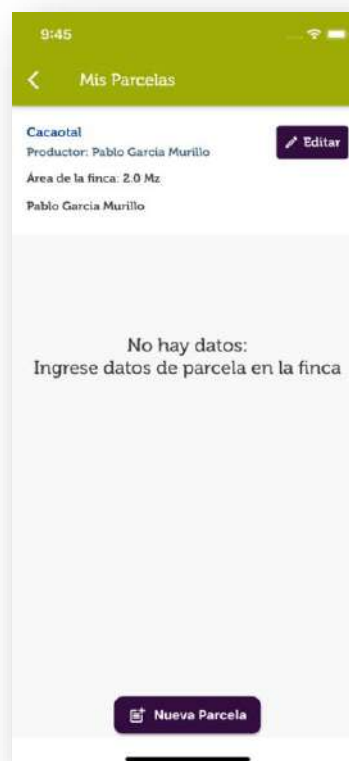 9:45
Mis Parcelas
Cacaotal
Editar
Productor: Pablo Garcia Murillo
Área de la finca: 2.0 Mz
Pablo Garcia Murillo
No hay datos:
Ingrese datos de parcela en la finca
Nueva Parcela